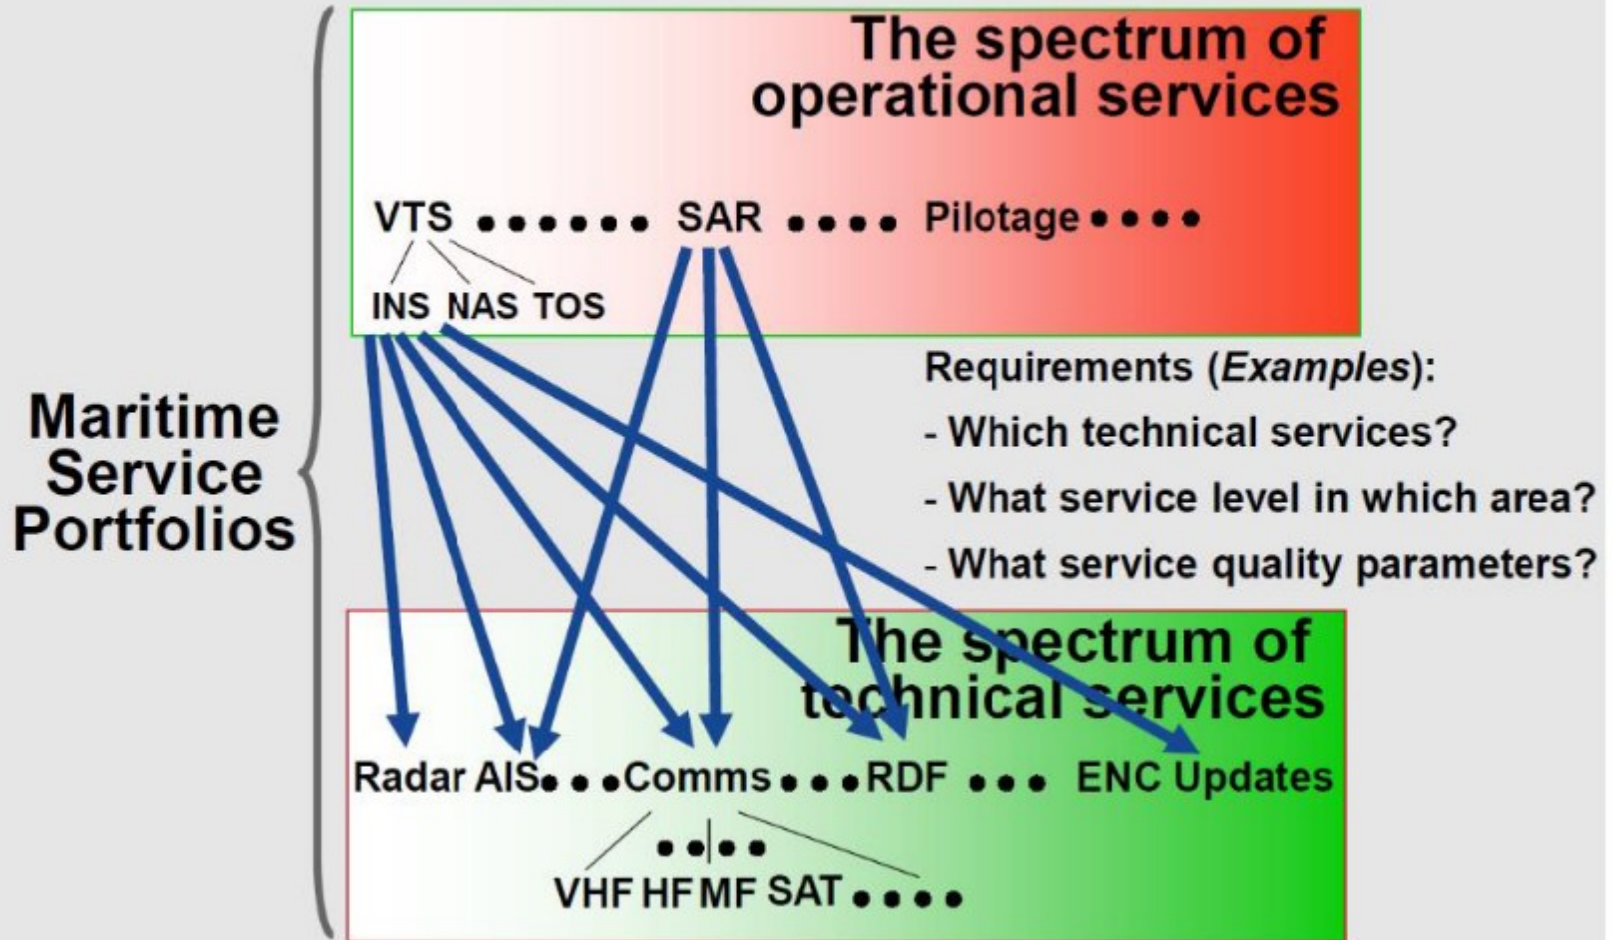 The spectrum of
operational services
VTS ...... SAR .... Pilotage ....
INS NAS TOS
Maritime
Service
Portfolios
Requirements (Examples):
- Which technical services?
- What service level in which area?
- What service quality parameters?
The spectrum of
technical services
Radar AIS...Comms...RDF ... ENC Updates
....
VHF HF MF SAT ....